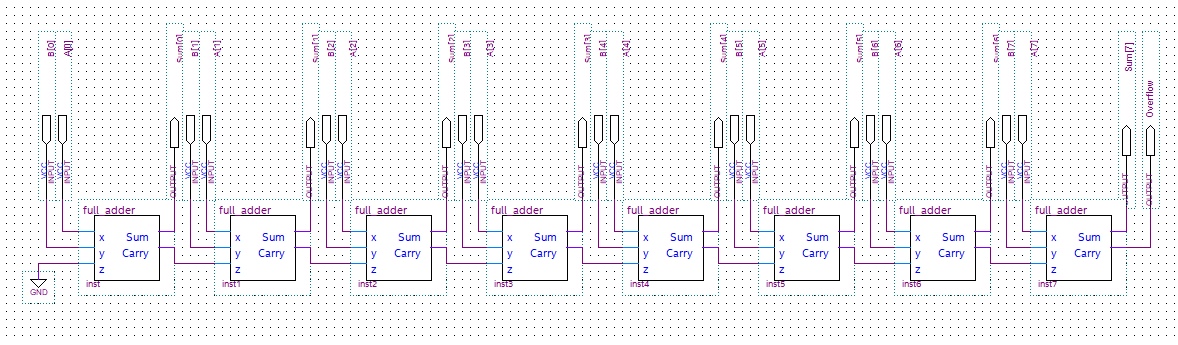 B[0] A[0] Sum[0] B[1] A[1] Sum[1] B[2] A[2] Sum[2] B[3] A[3] Sum[3] B[4] A[4] Sum[4] B[5] A[5] Sum[5] B[6] A[6] Sum[6] B[7] A[7] Sum[7] Overflow
VCC INPUT VCC INPUT OUTPUT VCC INPUT VCC INPUT OUTPUT VCC INPUT VCC INPUT OUTPUT VCC INPUT VCC INPUT OUTPUT VCC INPUT VCC INPUT OUTPUT VCC INPUT VCC INPUT OUTPUT VCC INPUT VCC INPUT OUTPUT VCC INPUT VCC INPUT OUTPUT OUTPUT
full_adder full_adder full_adder full_adder full_adder full_adder full_adder full_adder
x Sum x Sum x Sum x Sum x Sum x Sum x Sum x Sum
y Carry y Carry y Carry y Carry y Carry y Carry y Carry y Carry
z z z z z z z z
inst inst1 inst2 inst3 inst4 inst5 inst6 inst7
GND